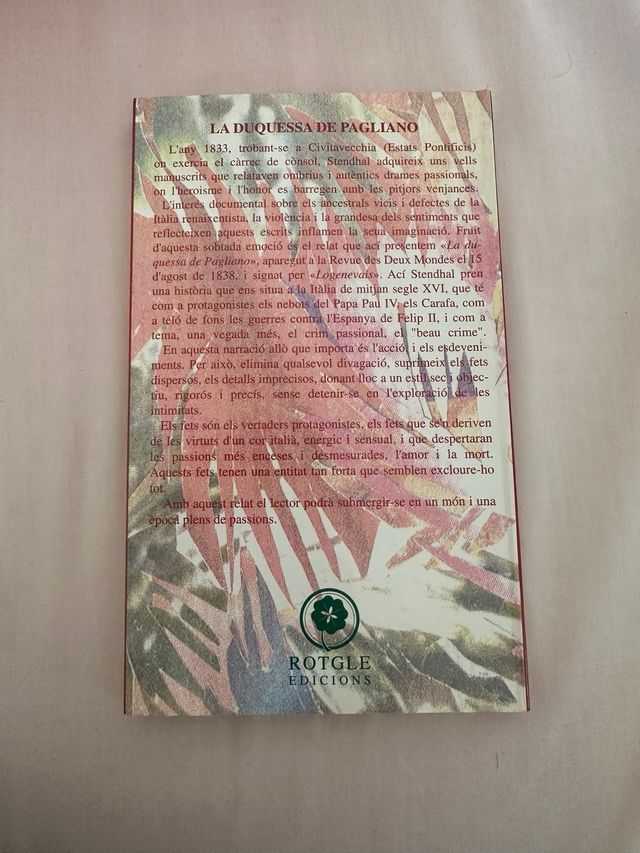 LA DUQUESSA DE PAGLIANO
L'any 1833, trobant-se a Civitavecchia (Estats Pontificis)
on exercia el càrrec de cònsol, Stendhal adquireix uns vells
manuscrits que relataven ombrius i autèntics drames passionals,
on l'heroisme i l'honor es barregen amb les pitjors venjances.
L'interés documental sobre els ancestrals vicis i defectes de la
Itàlia renaixentista, la violència i la grandesa dels sentiments que
reflecteixen aquests escrits inflamen la seua imaginació. Fruit
d'aquesta sobtada emoció és el relat que ací presentem «La du-
quessa de Pagliano», aparegut a la Revue des Deux Mondes el 15
d'agost de 1838, i signat per «Logenevais». Ací Stendhal pren
una història que ens situa a la Itàlia de mitjan segle XVI, que té
com a protagonistes els nebots del Papa Pau IV, els Carafa, com
a teló de fons les guerres contra l'Espanya de Felip II, i com a
tema, una vegada més, el crim passional, el "beau crime".
En aquesta narració allò que importa és l'acció i els esdeveni-
ments. Per això, elimina qualsevol divagació, suprimeix els fets
dispersos, els detalls imprecisos, donant lloc a un estil sec i objec-
tiu, rigorós i precís, sense detenir-se en l'exploració de les
intimitats.
Els fets són els vertaders protagonistes, els fets que se'n deriven
de les virtuts d'un cor italià, energic i sensual, i que despertaran
les passions més enceses i desmesurades, l'amor i la mort.
Aquests fets tenen una entitat tan forta que semblen excloure-ho
tot.
Amb aquest relat el lector podrà submergir-se en un món i una
època plens de passions.
ROTGLE
EDICIONS